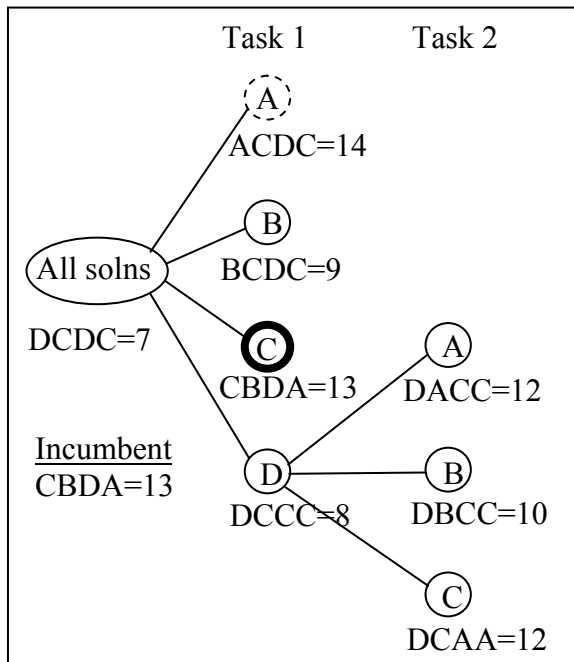 Task 1 Task 2
A
ACDC=14
B
BCDC=9
All solns
DCDC=7
C
CBDA=13
A
DACC=12
Incumbent
CBDA=13
D
DCCC=8
B
DBCC=10
C
DCAA=12